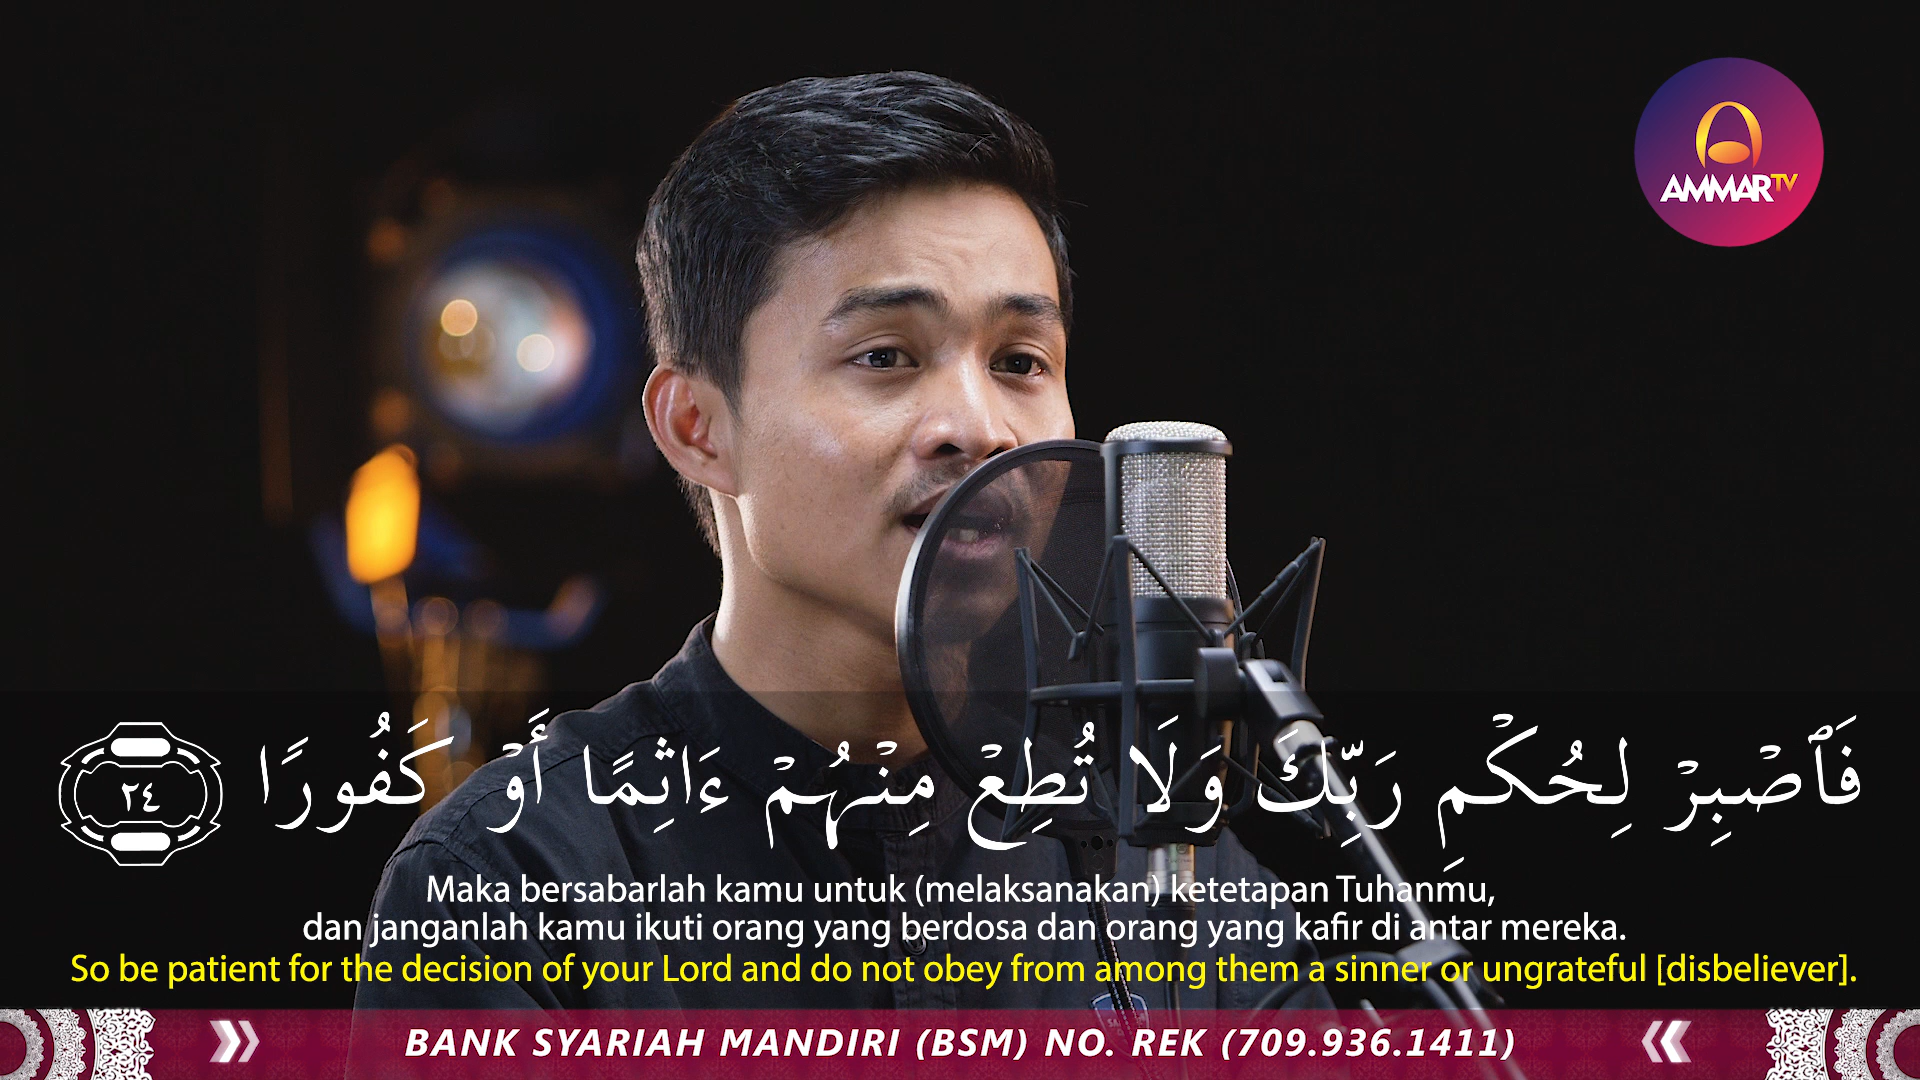 AMMARTV
فَٱصْبِرْ لِحُكْمِ رَبِّكَ وَلَا تُطِعْ مِنْهُمْ ءَاثِمًا أَوْ كَفُورًا ٢٤
Maka bersabarlah kamu untuk (melaksanakan) ketetapan Tuhanmu,
dan janganlah kamu ikuti orang yang berdosa dan orang yang kafir di antar mereka.
So be patient for the decision of your Lord and do not obey from among them a sinner or ungrateful [disbeliever].
BANK SYARIAH MANDIRI (BSM) NO. REK (709.936.1411)